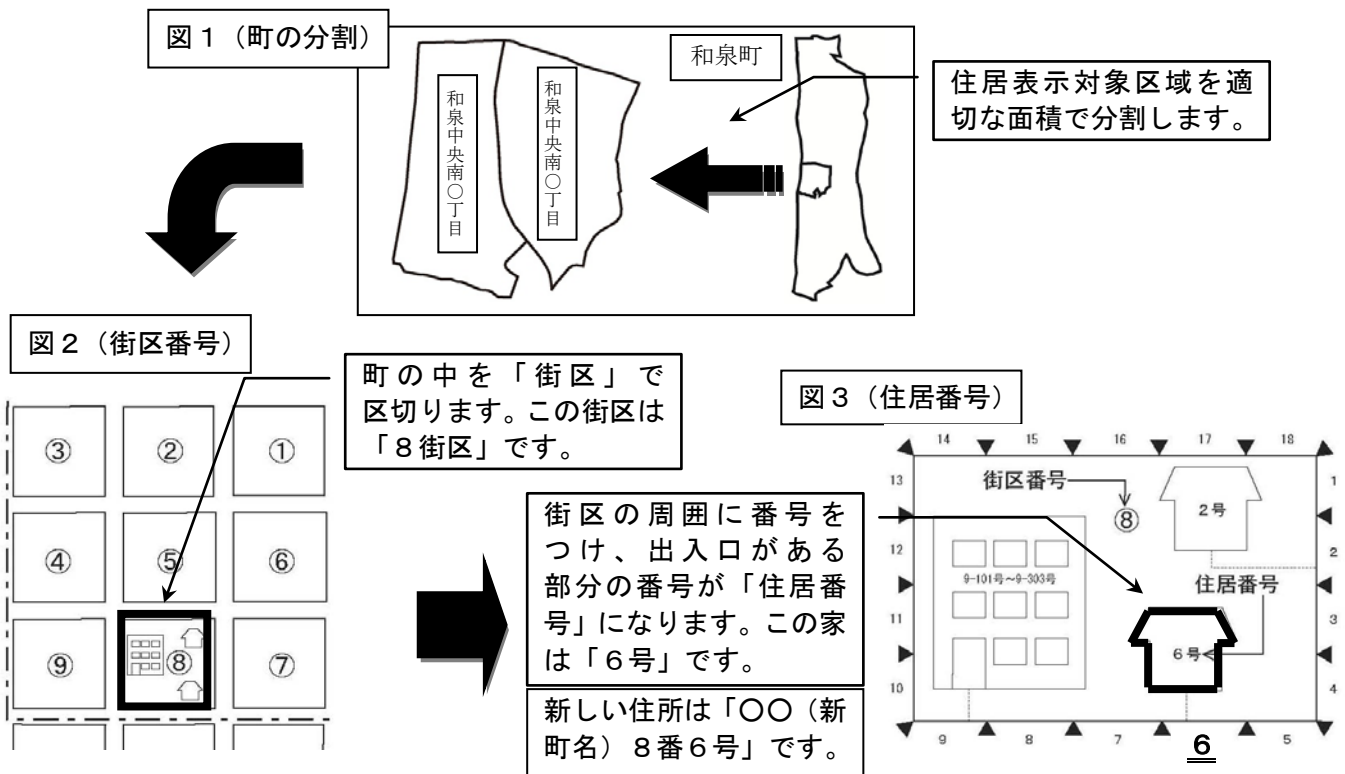 図１（町の分割）
和泉中央南〇丁目
和泉中央南〇丁目
和泉町
住居表示対象区域を適
切な面積で分割します。
図２（街区番号）
町の中を「街区」で
区切ります。この街区は
「８街区」です。
③
②
①
④
⑤
⑥
⑨
⑧
⑦
街区の周囲に番号を
つけ、出入口がある
部分の番号が「住居番
号」になります。この家
は「６号」です。
新しい住所は「〇〇（新
町名）８番６号」です。
図３（住居番号）
14
15
16
17
18
13
12
11
10
1
2
3
4
街区番号
⑧
2号
9-101号～9-303号
住居番号
6号
9
8
7
6
5